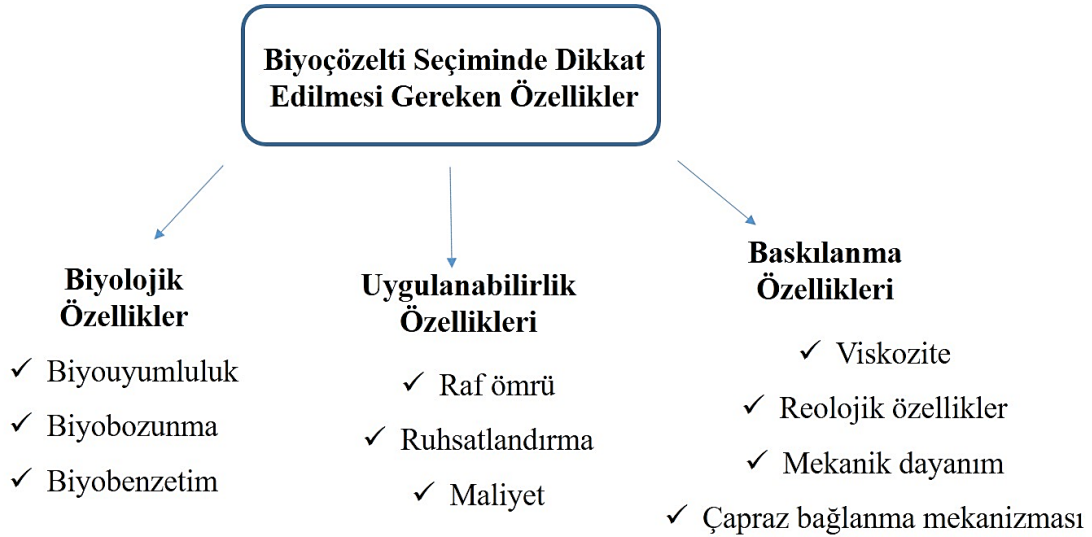 Biyoçözelti Seçiminde Dikkat
Edilmesi Gereken Özellikler
Biyolojik
Özellikler
✓ Biyouyumluluk
✓ Biyobozunma
✓ Biyobenzetim
Uygulanabilirlik
Özellikleri
✓ Raf ömrü
✓ Ruhsatlandırma
✓ Maliyet
Baskılanma
Özellikleri
✓ Viskozite
✓ Reolojik özellikler
✓ Mekanik dayanım
✓ Çapraz bağlanma mekanizması